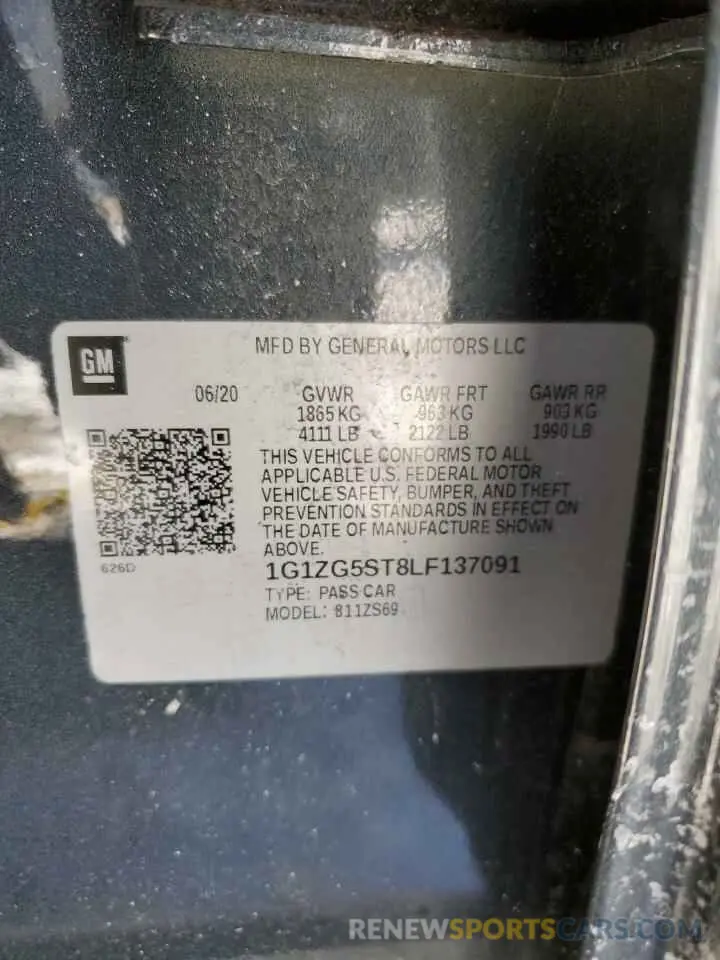 GM
MFD BY GENERAL MOTORS LLC
06/20 GVWR GAWR FRT GAWR RR
1865 KG 963 KG 903 KG
4111 LB 2122 LB 1990 LB
THIS VEHICLE CONFORMS TO ALL
APPLICABLE U.S. FEDERAL MOTOR
VEHICLE SAFETY, BUMPER, AND THEFT
PREVENTION STANDARDS IN EFFECT ON
THE DATE OF MANUFACTURE SHOWN
ABOVE.
626D
1G1ZG5ST8LF137091
TYPE: PASS CAR
MODEL: 811ZS69
RENEWSPORTSCARS.COM